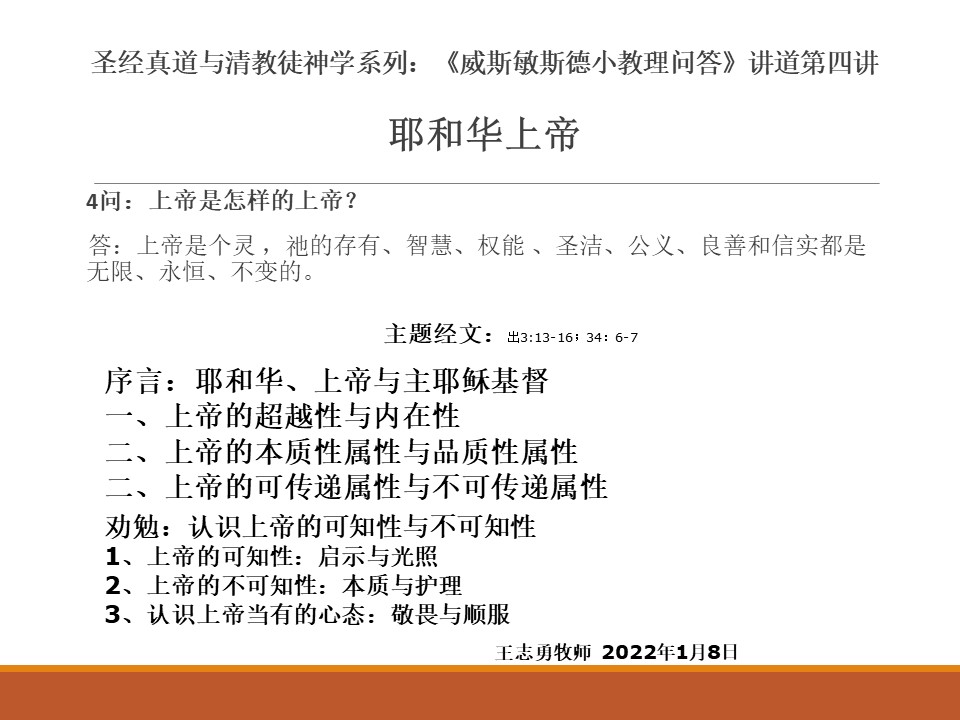 圣经真道与清教徒神学系列：《威斯敏斯德小教理问答》讲道第四讲
耶和华上帝
4问：上帝是怎样的上帝？
答：上帝是个灵 ，祂的存有、智慧、权能 、圣洁、公义、良善和信实都是
无限、永恒、不变的。
主题经文：出3:13-16；34：6-7
序言：耶和华、上帝与主耶稣基督
一、上帝的超越性与内在性
二、上帝的本质性属性与品质性属性
二、上帝的可传递属性与不可传递属性
劝勉：认识上帝的可知性与不可知性
1、上帝的可知性：启示与光照
2、上帝的不可知性：本质与护理
3、认识上帝当有的心态：敬畏与顺服
王志勇牧师 2022年1月8日